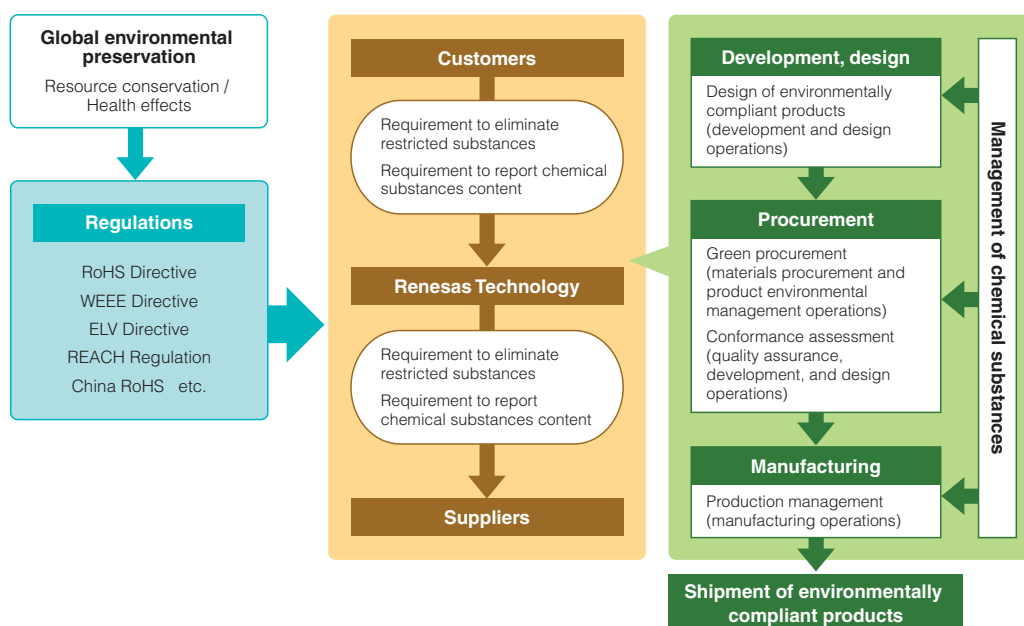 Global environmental
preservation
Resource conservation /
Health effects
Regulations
RoHS Directive
WEEE Directive
ELV Directive
REACH Regulation
China RoHS etc.
Customers
Requirement to eliminate
restricted substances
Requirement to report chemical
substances content
Renesas Technology
Requirement to eliminate
restricted substances
Requirement to report
chemical substances content
Suppliers
Development, design
Design of environmentally
compliant products
(development and design
operations)
Procurement
Green procurement
(materials procurement and
product environmental
management operations)
Conformance assessment
(quality assurance,
development, and design
operations)
Manufacturing
Production management
(manufacturing operations)
Management of chemical substances
Shipment of environmentally
compliant products